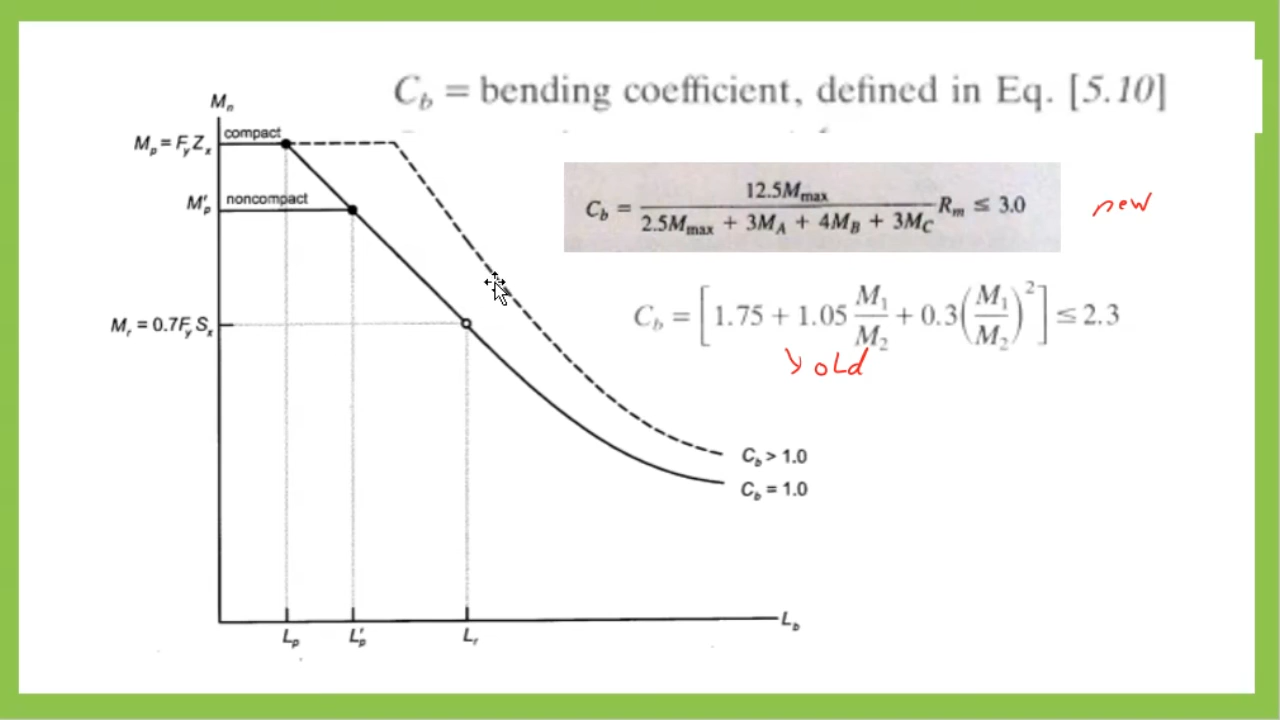 C_b = bending coefficient, defined in Eq. [5.10]
M_n
compact
M_p = F_y Z_x
M'_p
noncompact
C_b = 12.5M_max / (2.5M_max + 3M_A + 4M_B + 3M_C) R_m ≤ 3.0
new
C_b = [1.75 + 1.05 M_1/M_2 + 0.3(M_1/M_2)^2] ≤ 2.3
old
M_r = 0.7F_y S_x
C_b > 1.0
C_b = 1.0
L_b
L_p
L'_p
L_r